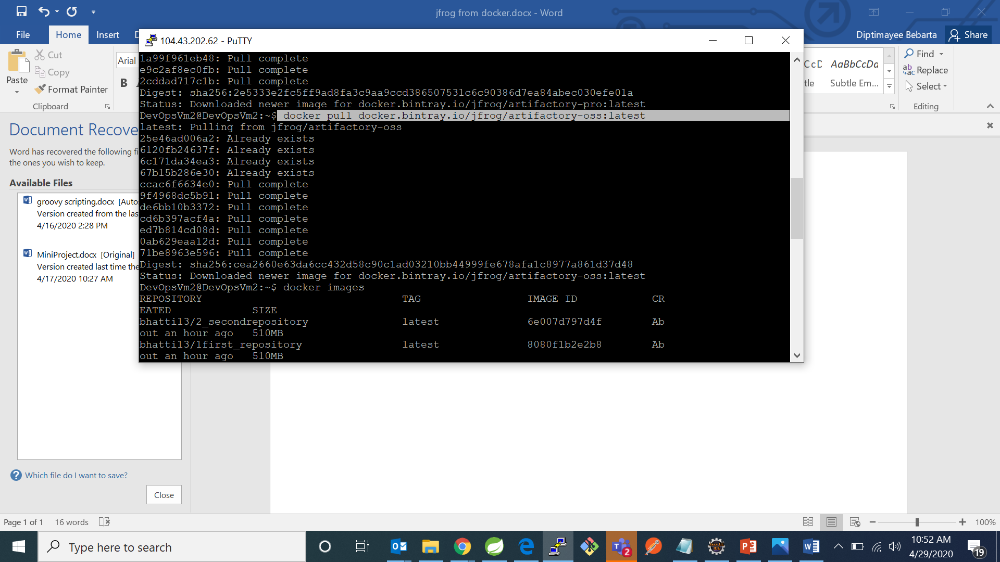 jfrog from docker.docx - Word
File
Home
Insert
D
Diptimayee Bebarta
Share
104.43.202.62 - PuTTY
Paste
Cut
Copy
Format Painter
Clipboard
Arial
B
AaBbCcDa
Subtle Em...
Find
Replace
Select
Editing
Document Recove
Word has recovered the following fi
the ones you wish to keep.
Available Files
groovy scripting.docx [Auto
Version created from the las
4/16/2020 2:28 PM
MiniProject.docx [Original]
Version created last time the
4/17/2020 10:27 AM
Which file do I want to save?
Close
1a99f961eb48: Pull complete
e9c2af8ec0fb: Pull complete
2cddad717c1b: Pull complete
Digest: sha256:2e5333e2fc5ff9ad8fa3c9aa9ccd386507531c6c90386d7ea84abec030efe01a
Status: Downloaded newer image for docker.bintray.io/jfrog/artifactory-pro:latest
DevOpsVm2@DevOpsVm2:~$ docker pull docker.bintray.io/jfrog/artifactory-oss:latest
latest: Pulling from jfrog/artifactory-oss
25e46ad006a2: Already exists
6120fb24637f: Already exists
6c171da34ea3: Already exists
67b15b286e30: Already exists
ccac6f6634e0: Pull complete
9f4968dc5b91: Pull complete
de6bb10b3372: Pull complete
cd6b397acf4a: Pull complete
ed7b814cd08d: Pull complete
0ab629eaa12d: Pull complete
71be8963e596: Pull complete
Digest: sha256:cea2660e63da6cc432d58c90c1ad03210bb44999fe678afa1c8977a861d37d48
Status: Downloaded newer image for docker.bintray.io/jfrog/artifactory-oss:latest
DevOpsVm2@DevOpsVm2:~$ docker images
REPOSITORY TAG IMAGE ID CR
EATED SIZE
bhatti13/2_secondrepository latest 6e007d797d4f Ab
out an hour ago 510MB
bhatti13/1first_repository latest 8080f1b2e2b8 Ab
out an hour ago 510MB
Page 1 of 1
16 words
100%
Type here to search
2
10:52 AM
4/29/2020
19